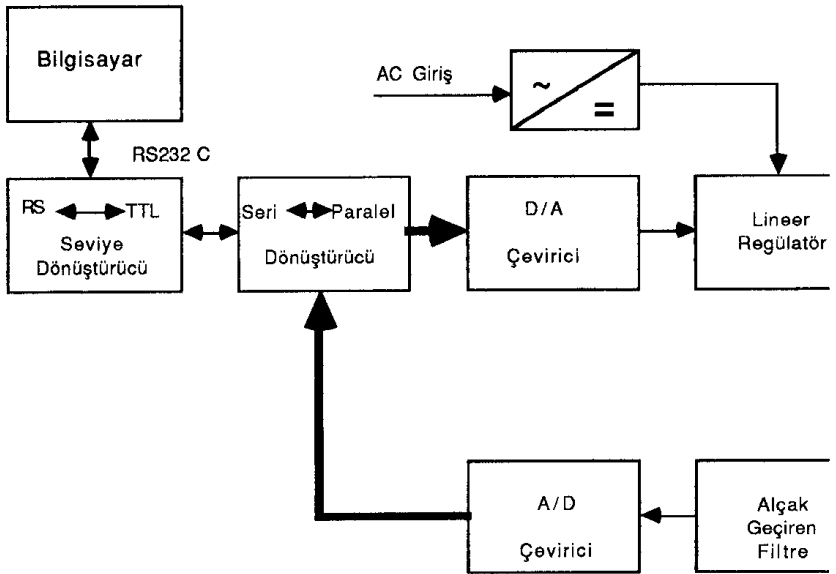 Bilgisayar
AC Giriş
~
=
RS232 C
RS TTL
Seviye
Dönüştürücü
Seri Paralel
Dönüştürücü
D/A
Çevirici
Lineer
Regülatör
A/D
Çevirici
Alçak
Geçiren
Filtre